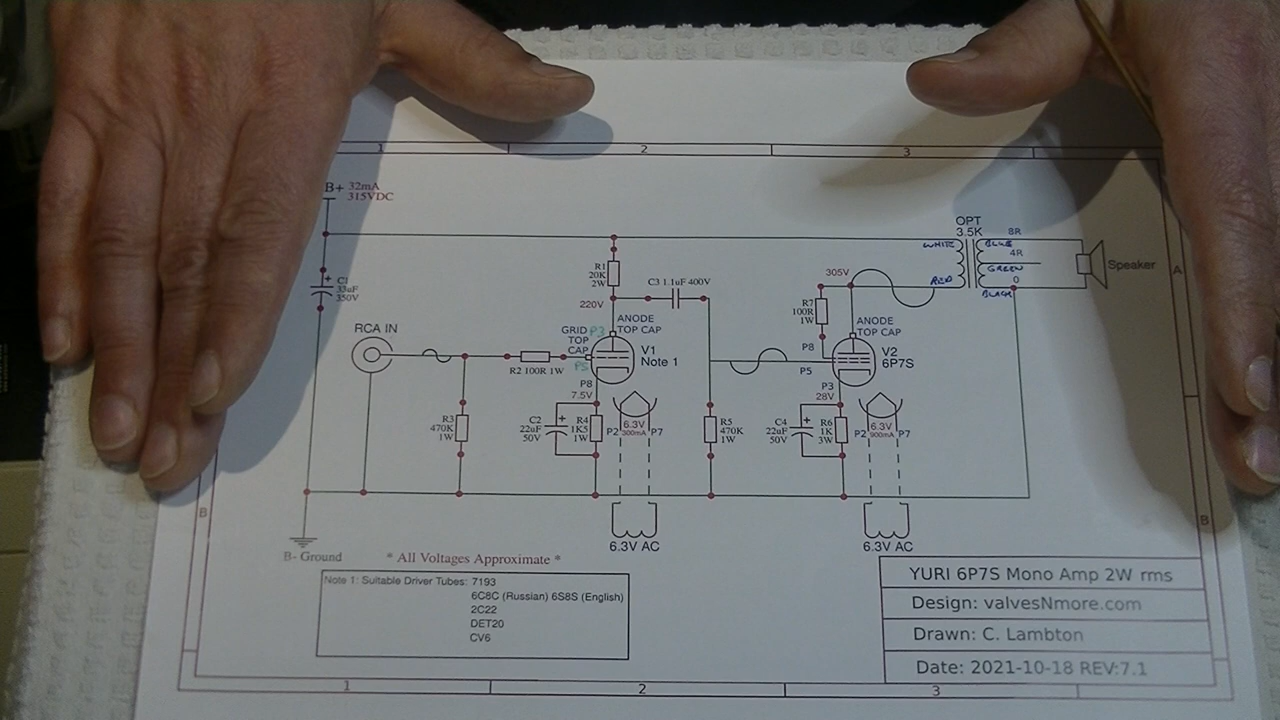 1
2
3
B+ 32mA
315VDC
OPT
3.5K
8R
WHITE
BLUE
4R
GREEN
RED
0
BLACK
Speaker
A
C1
33uF
350V
R1
20K
2W
C3 1.1uF 400V
220V
305V
R7
100R
1W
RCA IN
GRID
TOP
CAP
P3
P5
ANODE
TOP CAP
V1
Note 1
R2 100R 1W
P8
7.5V
P8
P5
ANODE
TOP CAP
V2
6P7S
P3
28V
R3
470K
1W
C2
22uF
50V
R4
1K5
1W
P2
6.3V
300mA
P7
R5
470K
1W
C4
22uF
50V
R6
1K
3W
P2
6.3V
900mA
P7
B
B
B- Ground
6.3V AC
6.3V AC
* All Voltages Approximate *
Note 1: Suitable Driver Tubes: 7193
6C8C (Russian) 6S8S (English)
2C22
DET20
CV6
YURI 6P7S Mono Amp 2W rms
Design: valvesNmore.com
Drawn: C. Lambton
Date: 2021-10-18 REV:7.1
1
2
3